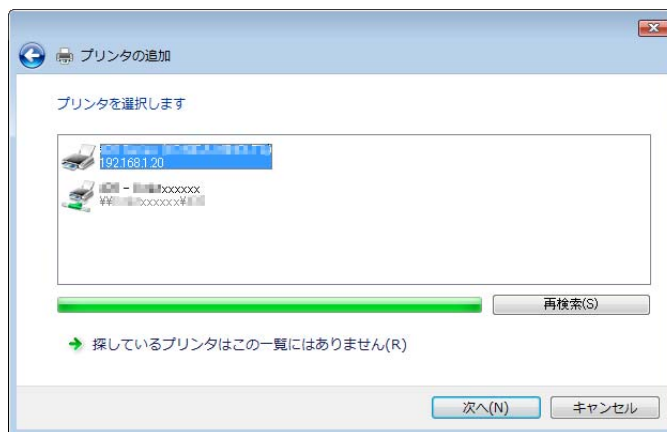 プリンタの追加
プリンタを選択します
192.168.1.20
xxxxxx
xxxxxx¥
再検索(S)
探しているプリンタはこの一覧にはありません(R)
次へ(N)
キャンセル